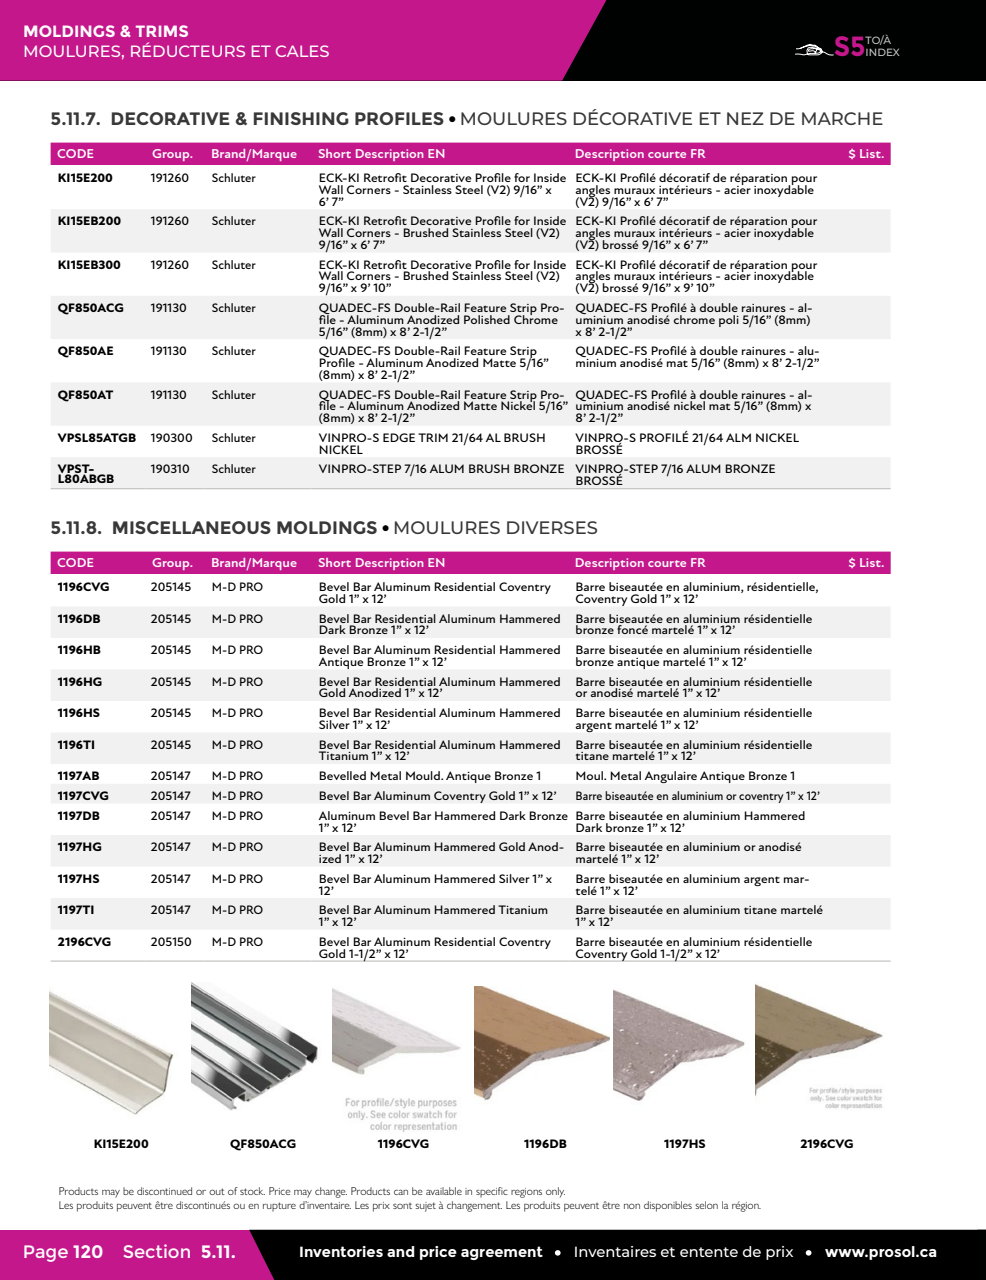 MOLDINGS & TRIMS
MOULURES, RÉDUCTEURS ET CALES
S5 TO/À
INDEX
5.11.7. DECORATIVE & FINISHING PROFILES • MOULURES DÉCORATIVE ET NEZ DE MARCHE
CODE Group. Brand/Marque Short Description EN Description courte FR $ List.
KI15E200 191260 Schluter ECK-KI Retrofit Decorative Profile for Inside ECK-KI Profilé décoratif de réparation pour
Wall Corners - Stainless Steel (V2) 9/16” x angles muraux intérieurs - acier inoxydable
6’ 7” (V2) 9/16” x 6’ 7”
KI15EB200 191260 Schluter ECK-KI Retrofit Decorative Profile for Inside ECK-KI Profilé décoratif de réparation pour
Wall Corners - Brushed Stainless Steel (V2) angles muraux intérieurs - acier inoxydable
9/16” x 6’ 7” (V2) brossé 9/16” x 6’ 7”
KI15EB300 191260 Schluter ECK-KI Retrofit Decorative Profile for Inside ECK-KI Profilé décoratif de réparation pour
Wall Corners - Brushed Stainless Steel (V2) angles muraux intérieurs - acier inoxydable
9/16” x 9’ 10” (V2) brossé 9/16” x 9’ 10”
QF850ACG 191130 Schluter QUADEC-FS Double-Rail Feature Strip Pro- QUADEC-FS Profilé à double rainures - al-
file - Aluminum Anodized Polished Chrome uminium anodisé chrome poli 5/16” (8mm)
5/16” (8mm) x 8’ 2-1/2” x 8’ 2-1/2”
QF850AE 191130 Schluter QUADEC-FS Double-Rail Feature Strip QUADEC-FS Profilé à double rainures - alu-
Profile - Aluminum Anodized Matte 5/16” minium anodisé mat 5/16” (8mm) x 8’ 2-1/2”
(8mm) x 8’ 2-1/2”
QF850AT 191130 Schluter QUADEC-FS Double-Rail Feature Strip Pro- QUADEC-FS Profilé à double rainures - al-
file - Aluminum Anodized Matte Nickel 5/16” uminium anodisé nickel mat 5/16” (8mm) x
(8mm) x 8’ 2-1/2” 8’ 2-1/2”
VPSL85ATGB 190300 Schluter VINPRO-S EDGE TRIM 21/64 AL BRUSH VINPRO-S PROFILÉ 21/64 ALM NICKEL
NICKEL BROSSÉ
VPST- 190310 Schluter VINPRO-STEP 7/16 ALUM BRUSH BRONZE VINPRO-STEP 7/16 ALUM BRONZE
L80ABGB BROSSÉ
5.11.8. MISCELLANEOUS MOLDINGS • MOULURES DIVERSES
CODE Group. Brand/Marque Short Description EN Description courte FR $ List.
1196CVG 205145 M-D PRO Bevel Bar Aluminum Residential Coventry Barre biseautée en aluminium, résidentielle,
Gold 1” x 12’ Coventry Gold 1” x 12’
1196DB 205145 M-D PRO Bevel Bar Residential Aluminum Hammered Barre biseautée en aluminium résidentielle
Dark Bronze 1” x 12’ bronze foncé martelé 1” x 12’
1196HB 205145 M-D PRO Bevel Bar Aluminum Residential Hammered Barre biseautée en aluminium résidentielle
Antique Bronze 1” x 12’ bronze antique martelé 1” x 12’
1196HG 205145 M-D PRO Bevel Bar Residential Aluminum Hammered Barre biseautée en aluminium résidentielle
Gold Anodized 1” x 12’ or anodisé martelé 1” x 12’
1196HS 205145 M-D PRO Bevel Bar Residential Aluminum Hammered Barre biseautée en aluminium résidentielle
Silver 1” x 12’ argent martelé 1” x 12’
1196TI 205145 M-D PRO Bevel Bar Residential Aluminum Hammered Barre biseautée en aluminium résidentielle
Titanium 1” x 12’ titane martelé 1” x 12’
1197AB 205147 M-D PRO Bevelled Metal Mould. Antique Bronze 1 Moul. Metal Angulaire Antique Bronze 1
1197CVG 205147 M-D PRO Bevel Bar Aluminum Coventry Gold 1” x 12’ Barre biseautée en aluminium or coventry 1” x 12’
1197DB 205147 M-D PRO Aluminum Bevel Bar Hammered Dark Bronze Barre biseautée en aluminium Hammered
1” x 12’ Dark bronze 1” x 12’
1197HG 205147 M-D PRO Bevel Bar Aluminum Hammered Gold Anod- Barre biseautée en aluminium or anodisé
ized 1” x 12’ martelé 1” x 12’
1197HS 205147 M-D PRO Bevel Bar Aluminum Hammered Silver 1” x Barre biseautée en aluminium argent mar-
12’ telé 1” x 12’
1197TI 205147 M-D PRO Bevel Bar Aluminum Hammered Titanium Barre biseautée en aluminium titane martelé
1” x 12’ 1” x 12’
2196CVG 205150 M-D PRO Bevel Bar Aluminum Residential Coventry Barre biseautée en aluminium résidentielle
Gold 1-1/2” x 12’ Coventry Gold 1-1/2” x 12’
For profile/style purposes
only. See color swatch for
color representation
For profile/style purposes
only. See color swatch for
color representation
KI15E200 QF850ACG 1196CVG 1196DB 1197HS 2196CVG
Products may be discontinued or out of stock. Price may change. Products can be available in specific regions only.
Les produits peuvent être discontinués ou en rupture d’inventaire. Les prix sont sujet à changement. Les produits peuvent être non disponibles selon la région.
Page 120 Section 5.11. Inventories and price agreement • Inventaires et entente de prix • www.prosol.ca